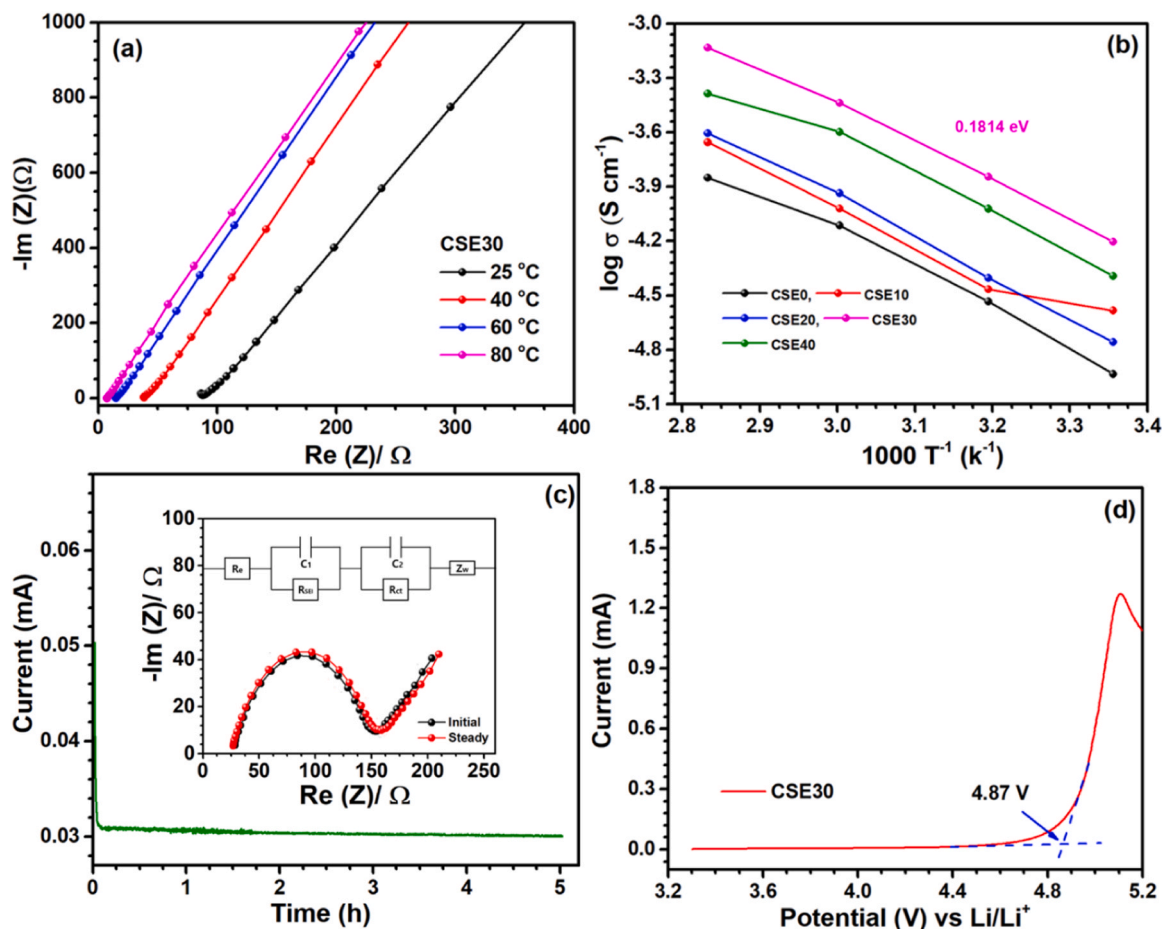 (a)
1000
800
600
400
200
0
-Im (Z)(Ω)
CSE30
25 °C
40 °C
60 °C
80 °C
0 100 200 300 400
Re (Z)/ Ω
(b)
-3.0
-3.3
-3.6
-3.9
-4.2
-4.5
-4.8
-5.1
log σ (S cm⁻¹)
0.1814 eV
CSE0, CSE10
CSE20, CSE30
CSE40
2.8 2.9 3.0 3.1 3.2 3.3 3.4
1000 T⁻¹ (k⁻¹)
(c)
0.06
0.05
0.04
0.03
Current (mA)
100
80
60
40
20
0
-Im (Z)/ Ω
C1 C2
Re Zw
RSEI Rct
Initial
Steady
0 50 100 150 200 250
Re (Z)/ Ω
0 1 2 3 4 5
Time (h)
(d)
1.8
1.5
1.2
0.9
0.6
0.3
0.0
Current (mA)
CSE30
4.87 V
3.2 3.6 4.0 4.4 4.8 5.2
Potential (V) vs Li/Li⁺